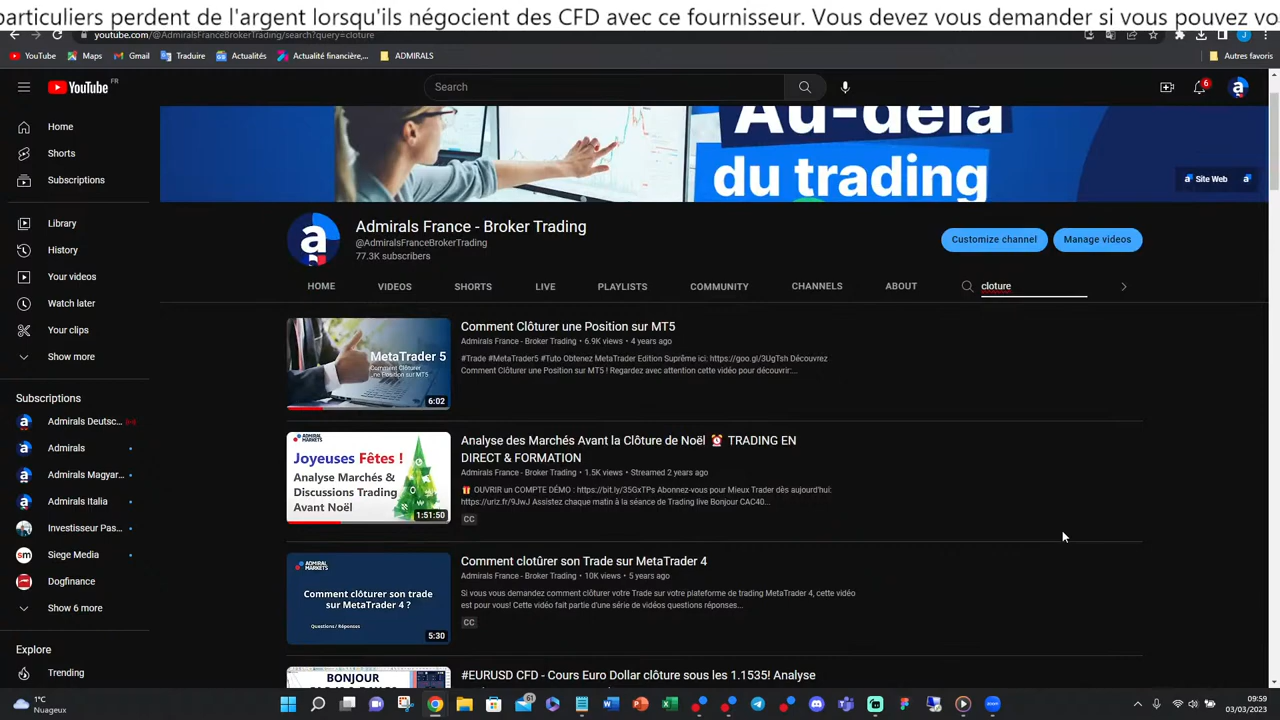 particuliers perdent de l'argent lorsqu'ils négocient des CFD avec ce fournisseur. Vous devez vous demander si vous pouvez vo
youtube.com/@AdmiralsFranceBrokerTrading/search?query=cloture
YouTube Maps Gmail Traduire Actualités Actualité financière,... ADMIRALS Autres favoris
YouTube FR
Search
6
Au-delà
du trading
Site Web
Home
Shorts
Subscriptions
Library
History
Your videos
Watch later
Your clips
Show more
Subscriptions
Admirals Deutsc...
Admirals
Admirals Magyar...
Admirals Italia
Investisseur Pas...
Siege Media
Dogfinance
Show 6 more
Explore
Trending
Admirals France - Broker Trading
@AdmiralsFranceBrokerTrading
77.3K subscribers
Customize channel
Manage videos
HOME VIDEOS SHORTS LIVE PLAYLISTS COMMUNITY CHANNELS ABOUT cloture
MetaTrader 5
Comment Clôturer
une Position sur MT5
6:02
Comment Clôturer une Position sur MT5
Admirals France - Broker Trading • 6.9K views • 4 years ago
#Trade #MetaTrader5 #Tuto Obtenez MetaTrader Edition Suprême ici: https://goo.gl/3UgTsh Découvrez
Comment Clôturer une Position sur MT5 ! Regardez avec attention cette vidéo pour découvrir:...
ADMIRAL MARKETS
Joyeuses Fêtes !
Analyse Marchés &
Discussions Trading
Avant Noël
1:51:50
Analyse des Marchés Avant la Clôture de Noël ⏰ TRADING EN
DIRECT & FORMATION
Admirals France - Broker Trading • 1.5K views • Streamed 2 years ago
🎁 OUVRIR un COMPTE DÉMO : https://bit.ly/35GxTPs Abonnez-vous pour Mieux Trader dès aujourd'hui:
https://uriz.fr/9JwJ Assistez chaque matin à la séance de Trading live Bonjour CAC40...
CC
ADMIRAL MARKETS
Comment clôturer son trade
sur MetaTrader 4 ?
Questions / Réponses
5:30
Comment clotûrer son Trade sur MetaTrader 4
Admirals France - Broker Trading • 10K views • 5 years ago
Si vous vous demandez comment clôturer votre Trade sur votre plateforme de trading MetaTrader 4, cette vidéo
est pour vous! Cette vidéo fait partie d'une série de vidéos questions réponses...
CC
BONJOUR
#EURUSD CFD - Cours Euro Dollar clôture sous les 1.1535! Analyse
1°C
Nuageux
61
09:59
03/03/2023